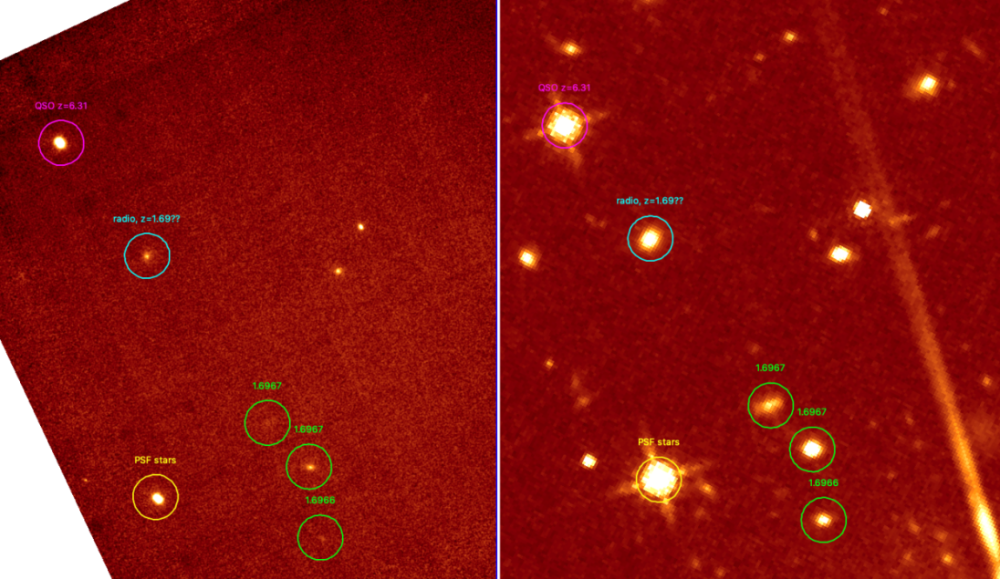 QSO z=6.31
radio, z=1.69??
1.6967
1.6967
PSF stars
1.6966
QSO z=6.31
radio, z=1.69??
1.6967
1.6967
PSF stars
1.6966